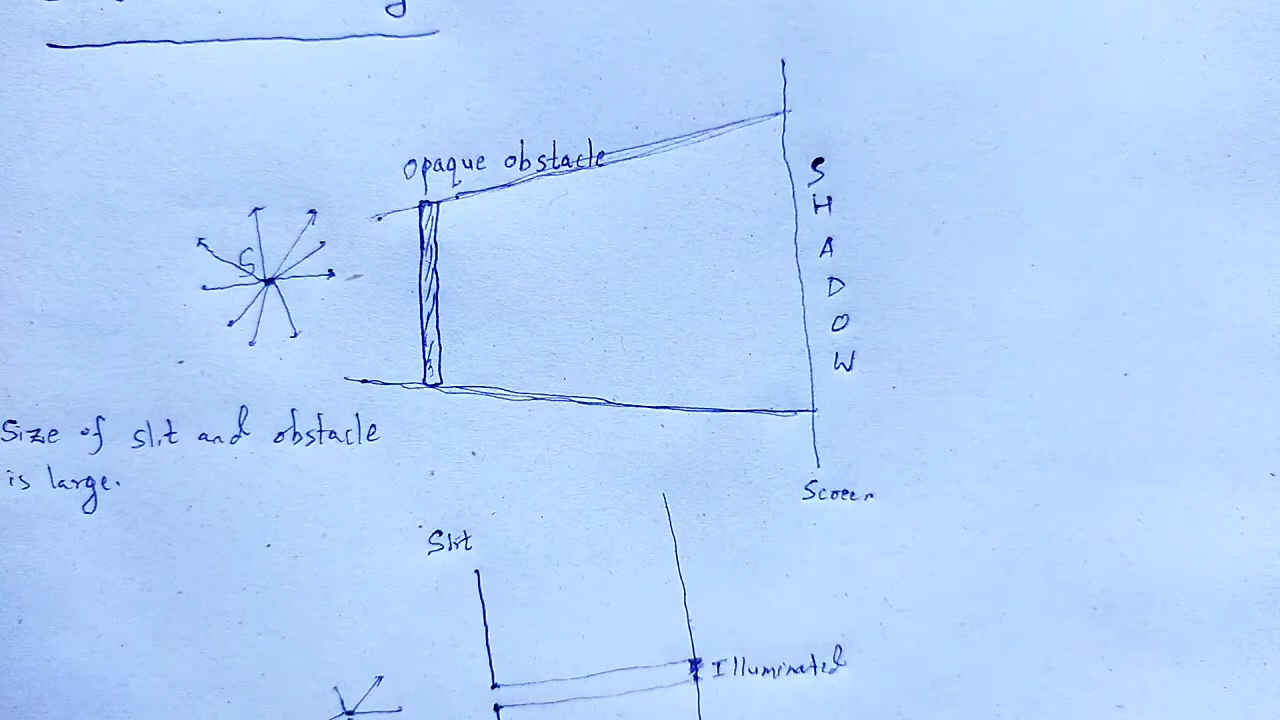 opaque obstacle
S
H
A
D
O
W
S
Size of slit and obstacle
is large.
Screen
Slit
Illuminated